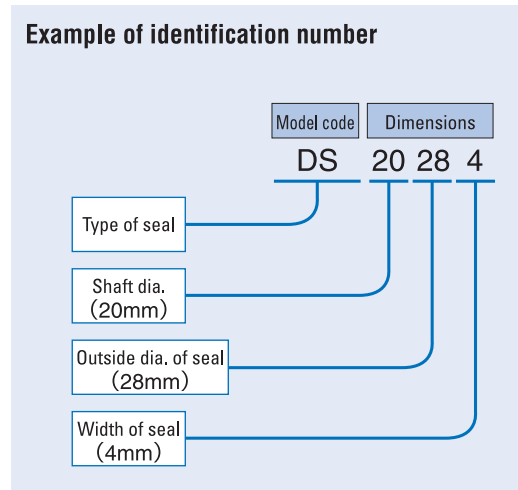 Example of identification number
Model code Dimensions
DS 20 28 4
Type of seal
Shaft dia.
（20mm）
Outside dia. of seal
（28mm）
Width of seal
（4mm）